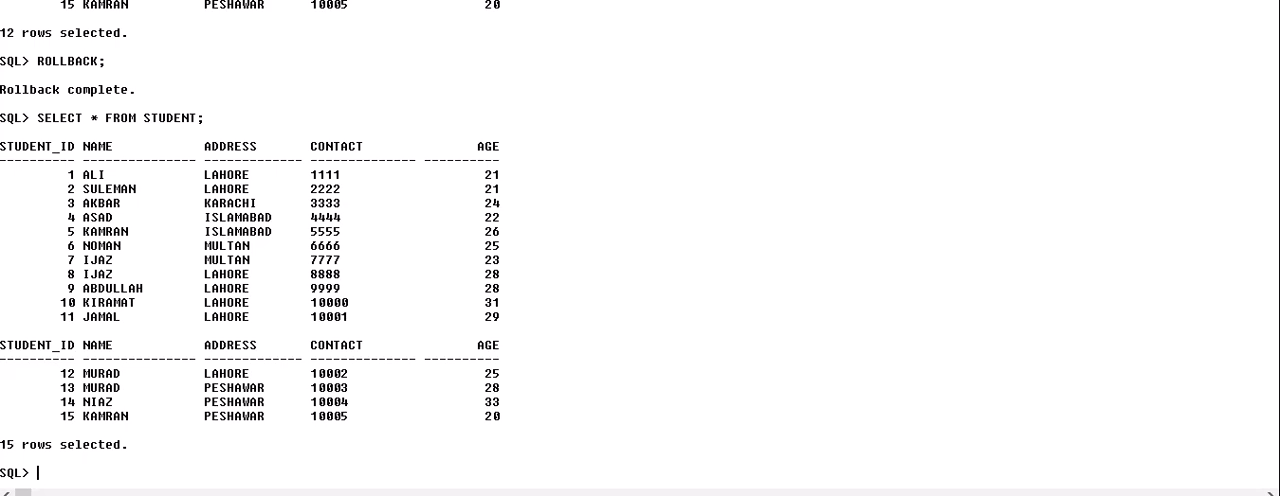 15 KAMRAN PESHAWAR 10005 20
12 rows selected.
SQL> ROLLBACK;
Rollback complete.
SQL> SELECT * FROM STUDENT;
STUDENT_ID NAME ADDRESS CONTACT AGE
---------- --------------- ------------- -------------- ----------
1 ALI LAHORE 1111 21
2 SULEMAN LAHORE 2222 21
3 AKBAR KARACHI 3333 24
4 ASAD ISLAMABAD 4444 22
5 KAMRAN ISLAMABAD 5555 26
6 NOMAN MULTAN 6666 25
7 IJAZ MULTAN 7777 23
8 IJAZ LAHORE 8888 28
9 ABDULLAH LAHORE 9999 28
10 KIRAMAT LAHORE 10000 31
11 JAMAL LAHORE 10001 29
STUDENT_ID NAME ADDRESS CONTACT AGE
---------- --------------- ------------- -------------- ----------
12 MURAD LAHORE 10002 25
13 MURAD PESHAWAR 10003 28
14 NIAZ PESHAWAR 10004 33
15 KAMRAN PESHAWAR 10005 20
15 rows selected.
SQL>